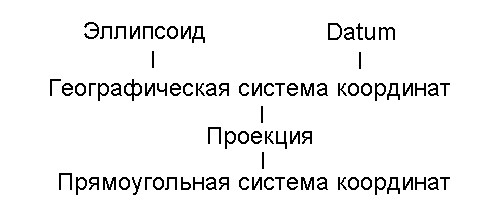 Эллипсоид Datum
Географическая система координат
Проекция
Прямоугольная система координат